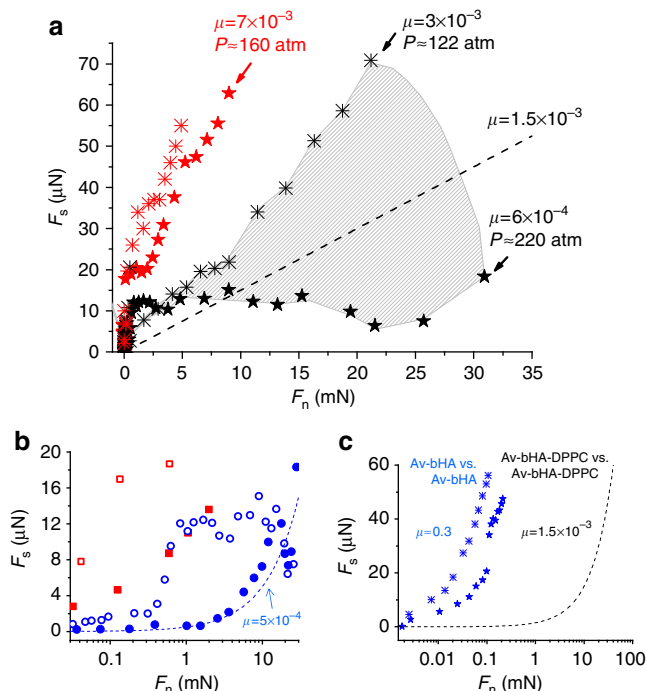 a
μ=7×10⁻³
P≈160 atm
μ=3×10⁻³
P≈122 atm
μ=1.5×10⁻³
μ=6×10⁻⁴
P≈220 atm
70
60
50
40
30
20
10
0
Fs (μN)
0 5 10 15 20 25 30 35
Fn (mN)
b
20
16
12
8
4
0
Fs (μN)
μ=5×10⁻⁴
0.1 1 10
Fn (mN)
c
Av-bHA vs. Av-bHA-DPPC vs.
Av-bHA Av-bHA-DPPC
μ=0.3 μ=1.5×10⁻³
60
40
20
0
Fs (μN)
0.01 0.1 1 10 100
Fn (mN)